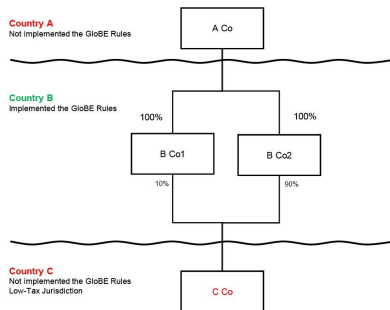 Country A
Not implemented the GloBE Rules
A Co
Country B
Implemented the GloBE Rules
100%
100%
B Co1
B Co2
10%
90%
Country C
Not implemented the GloBE Rules
Low-Tax Jurisdiction
C Co